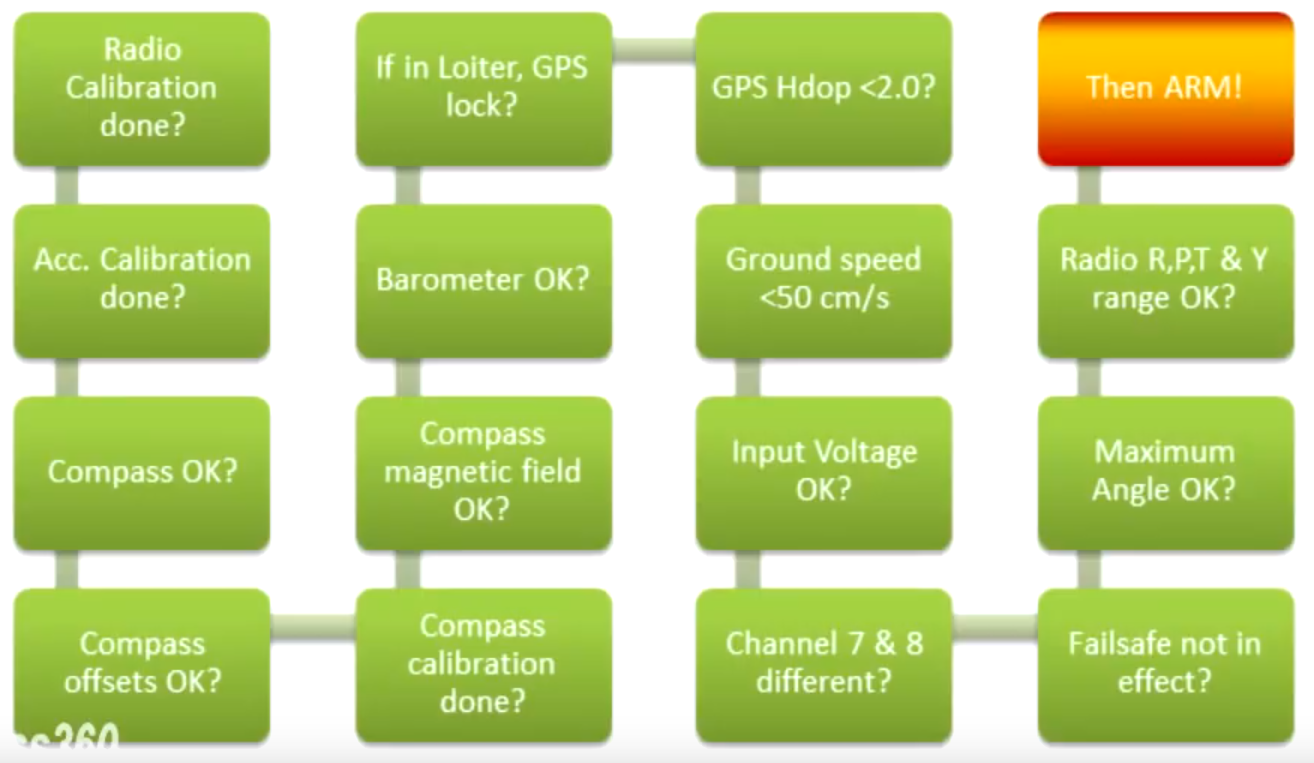 Radio
Calibration
done?
Acc. Calibration
done?
Compass OK?
Compass
offsets OK?
Compass
calibration
done?
Compass
magnetic field
OK?
Barometer OK?
If in Loiter, GPS
lock?
GPS Hdop <2.0?
Ground speed
<50 cm/s
Input Voltage
OK?
Channel 7 & 8
different?
Failsafe not in
effect?
Maximum
Angle OK?
Radio R,P,T & Y
range OK?
Then ARM!
360